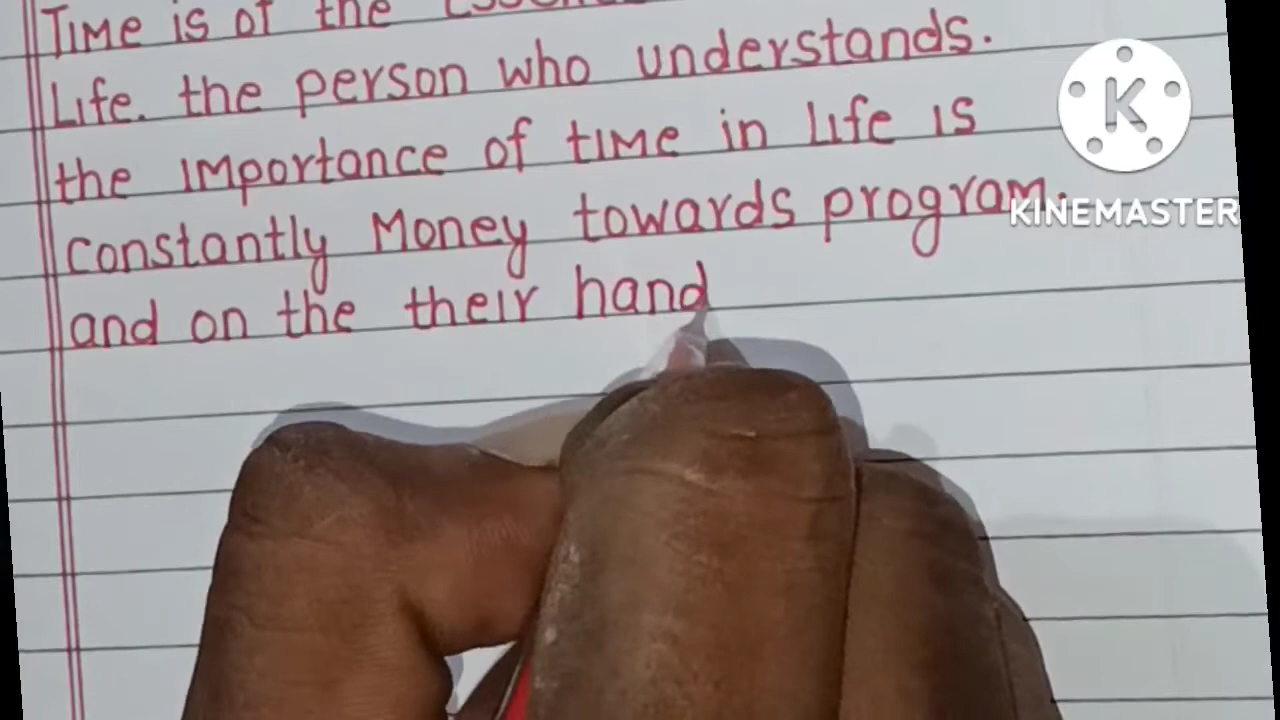 Time is of the
Life. the person who understands.
the importance of time in life is
constantly Money towards program.
and on the their hand
K
KINEMASTER